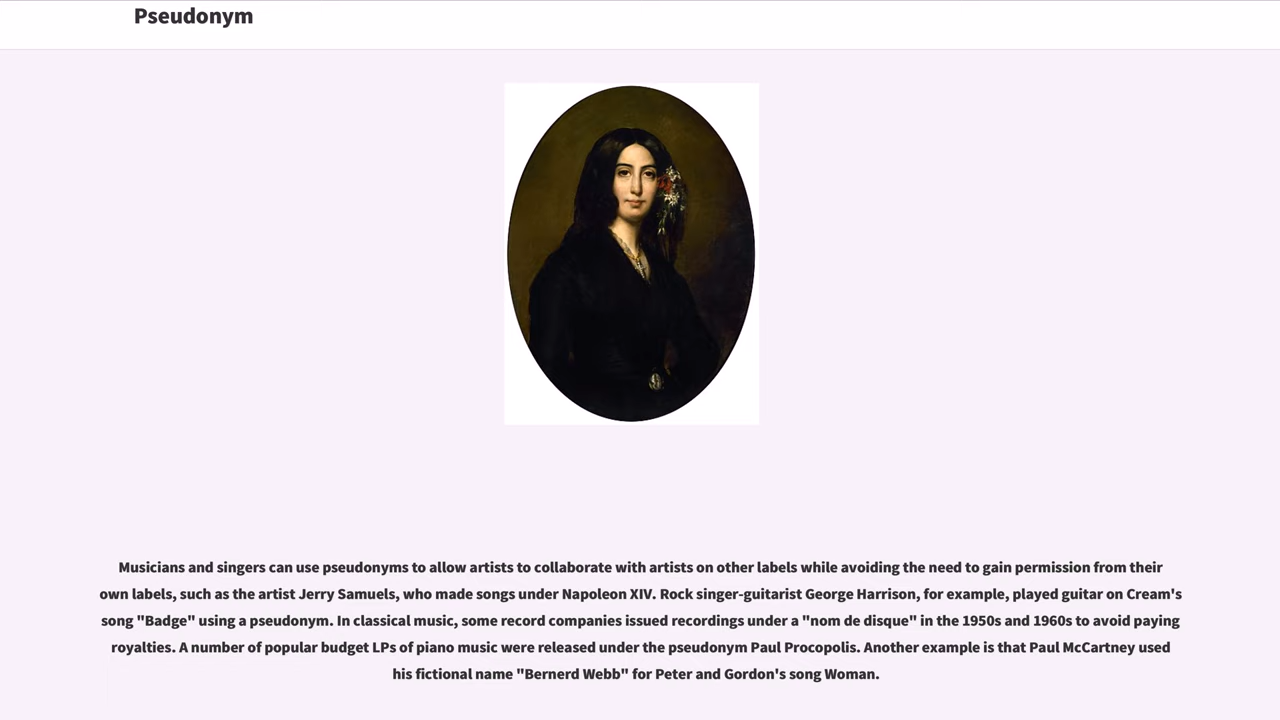 Pseudonym
Musicians and singers can use pseudonyms to allow artists to collaborate with artists on other labels while avoiding the need to gain permission from their
own labels, such as the artist Jerry Samuels, who made songs under Napoleon XIV. Rock singer-guitarist George Harrison, for example, played guitar on Cream's
song "Badge" using a pseudonym. In classical music, some record companies issued recordings under a "nom de disque" in the 1950s and 1960s to avoid paying
royalties. A number of popular budget LPs of piano music were released under the pseudonym Paul Procopolis. Another example is that Paul McCartney used
his fictional name "Bernerd Webb" for Peter and Gordon's song Woman.